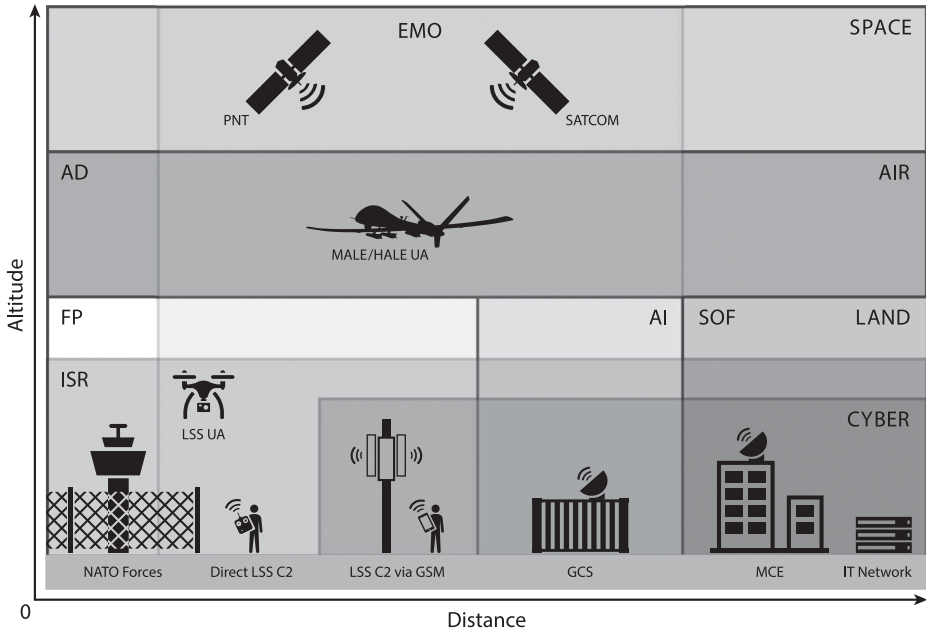 EMO
SPACE
PNT
SATCOM
AD
AIR
MALE/HALE UA
FP
AI
SOF
LAND
ISR
LSS UA
CYBER
NATO Forces
Direct LSS C2
LSS C2 via GSM
GCS
MCE
IT Network
Altitude
0
Distance